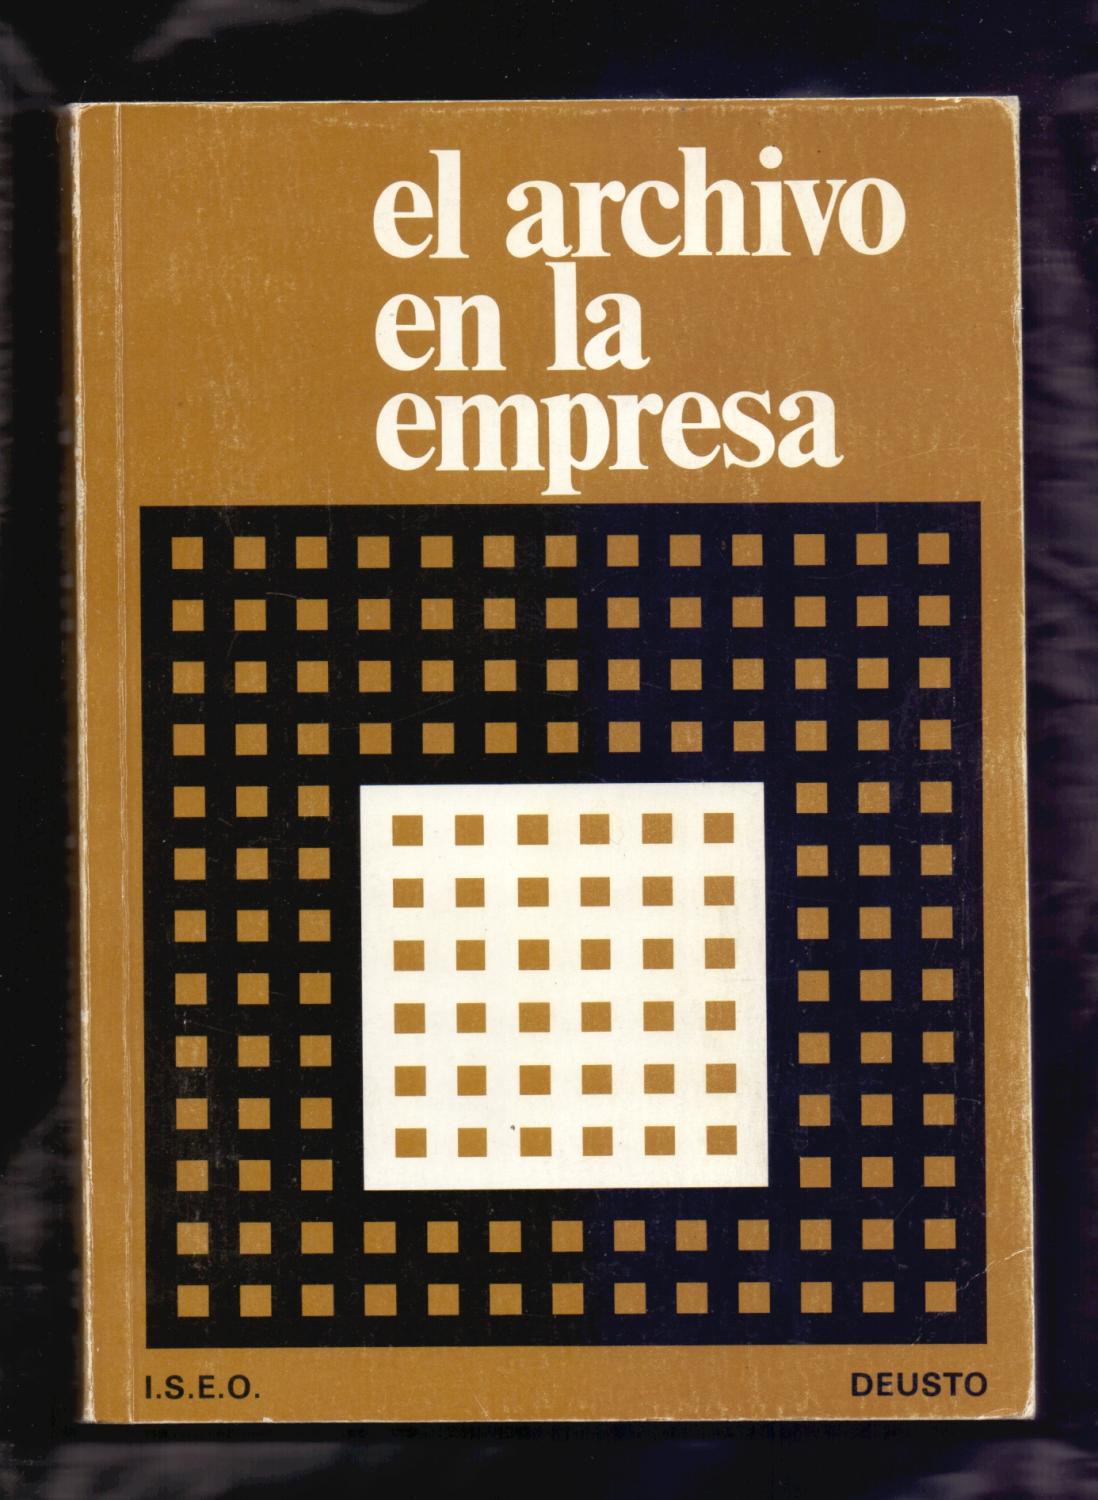 el archivo
en la
empresa
I.S.E.O.
DEUSTO